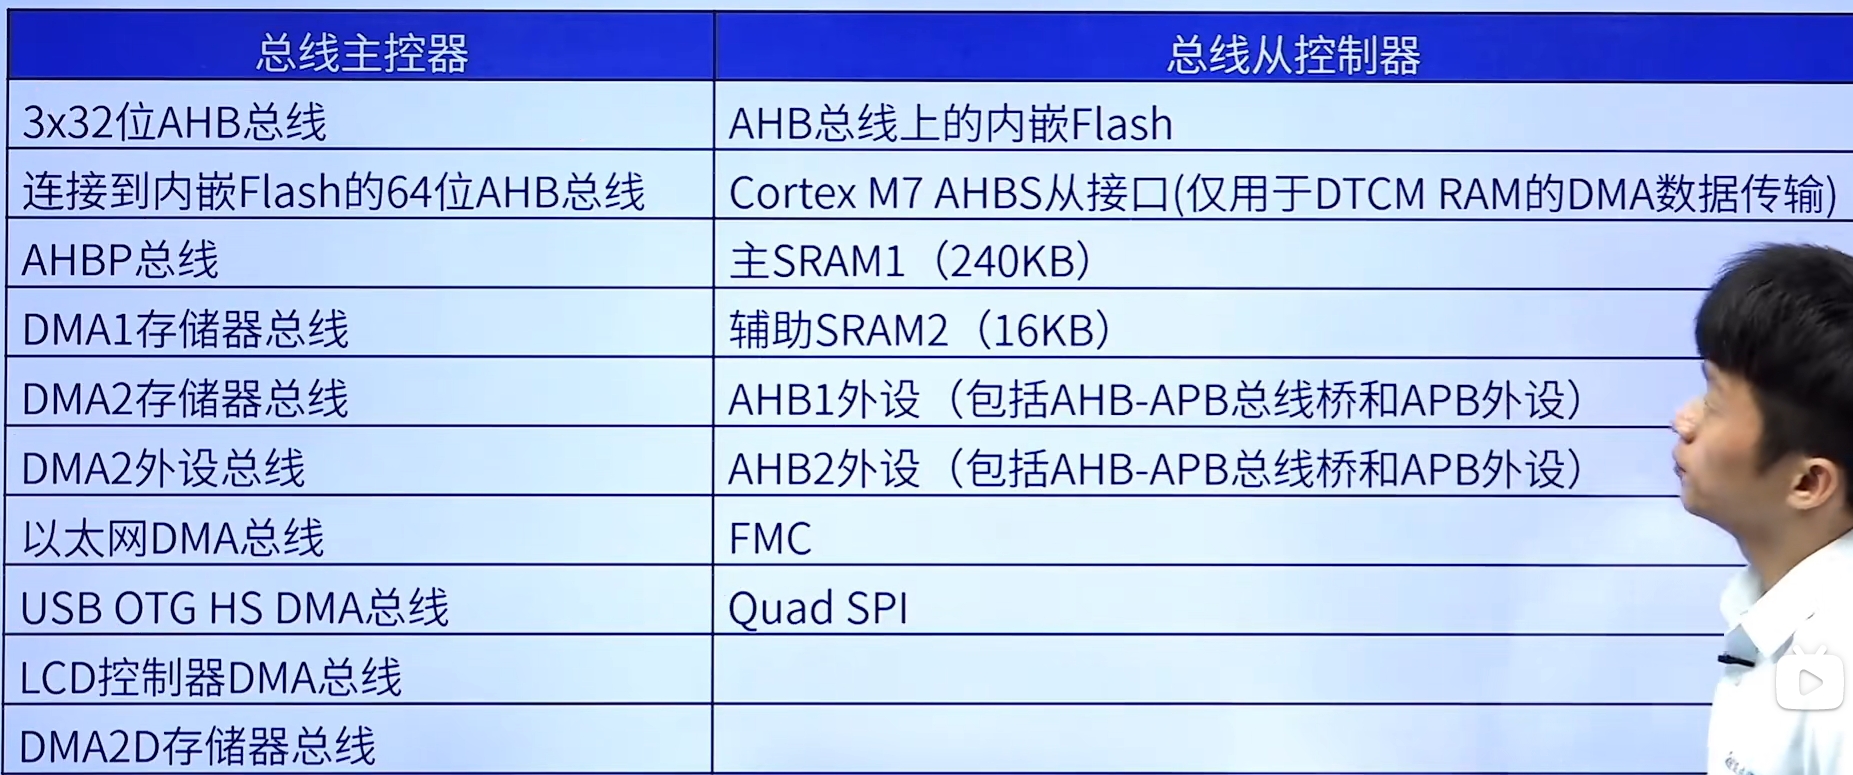 总线主控器 总线从控制器
3x32位AHB总线 AHB总线上的内嵌Flash
连接到内嵌Flash的64位AHB总线 Cortex M7 AHBS从接口(仅用于DTCM RAM的DMA数据传输)
AHBP总线 主SRAM1（240KB）
DMA1存储器总线 辅助SRAM2（16KB）
DMA2存储器总线 AHB1外设（包括AHB-APB总线桥和APB外设）
DMA2外设总线 AHB2外设（包括AHB-APB总线桥和APB外设）
以太网DMA总线 FMC
USB OTG HS DMA总线 Quad SPI
LCD控制器DMA总线
DMA2D存储器总线